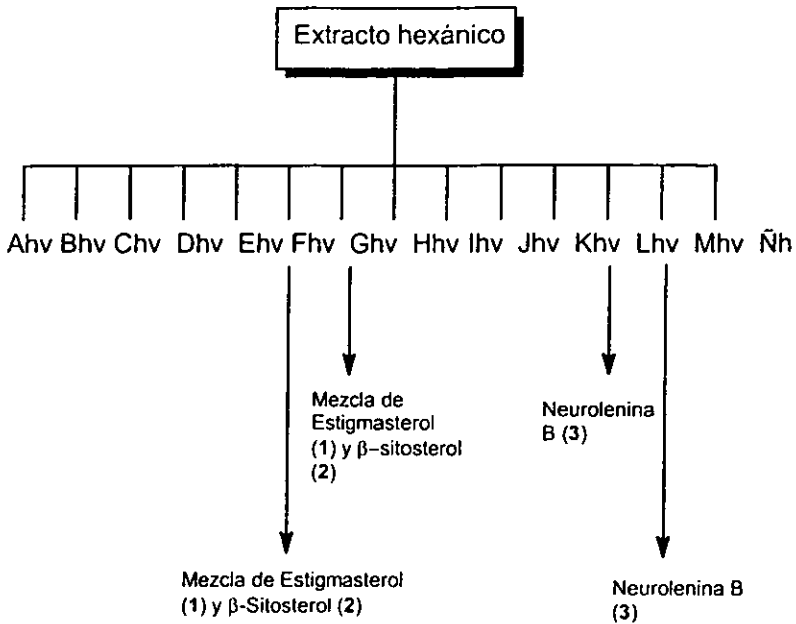 Extracto hexánico
Ahv Bhv Chv Dhv Ehv Fhv Ghv Hhv Ihv Jhv Khv Lhv Mhv Ñh
Mezcla de
Estigmasterol
(1) y β–sitosterol
(2)
Neurolenina
B (3)
Mezcla de Estigmasterol
(1) y β-Sitosterol (2)
Neurolenina B
(3)